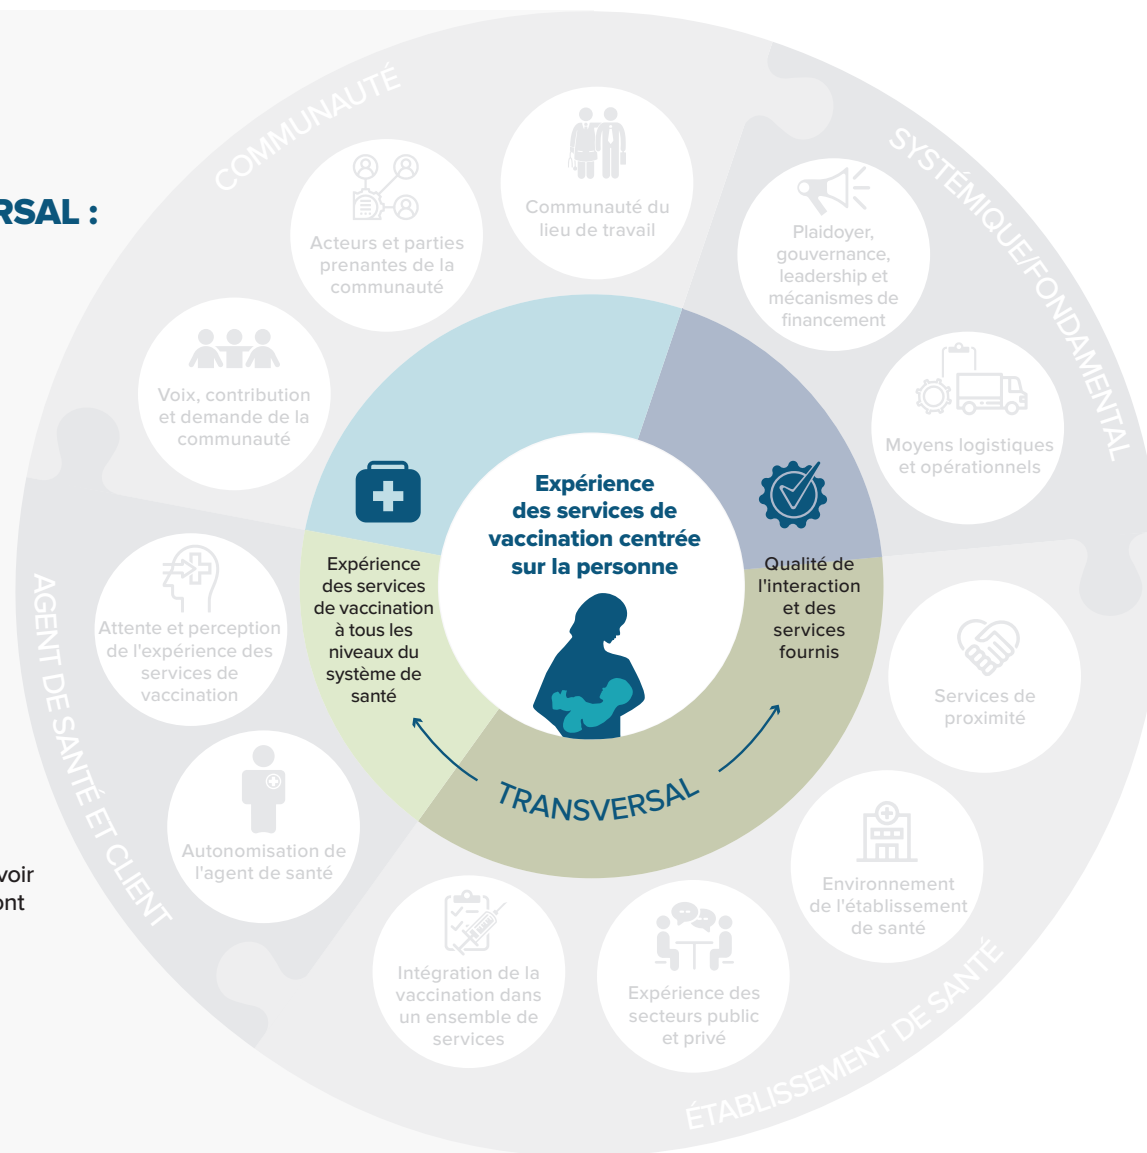 RSAL :
voir
ont
COMMUNAUTÉ
Communauté du
lieu de travail
Acteurs et parties
prenantes de la
communauté
Voix, contribution
et demande de la
communauté
SYSTÉMIQUE/FONDAMENTAL
Plaidoyer,
gouvernance,
leadership et
mécanismes de
financement
Moyens logistiques
et opérationnels
Expérience
des services de
vaccination centrée
sur la personne
Expérience
des services
de vaccination
à tous les
niveaux du
système de
santé
Qualité de
l'interaction
et des
services
fournis
TRANSVERSAL
AGENT DE SANTÉ ET CLIENT
Attente et perception
de l'expérience des
services de
vaccination
Autonomisation de
l'agent de santé
ÉTABLISSEMENT DE SANTÉ
Services de
proximité
Environnement
de l'établissement
de santé
Expérience des
secteurs public
et privé
Intégration de la
vaccination dans
un ensemble de
services